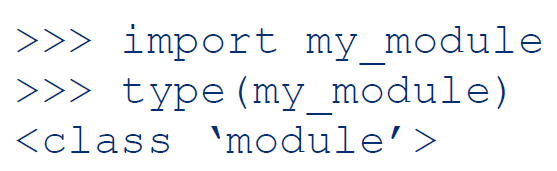 >>> import my_module
>>> type(my_module)
<class ‘module’>